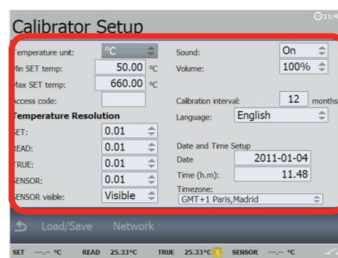 11:4
Calibrator Setup
Temperature unit: °C
Min SET temp: 50.00 °C
Max SET temp: 660.00 °C
Access code:
Temperature Resolution
SET: 0.01
READ: 0.01
TRUE: 0.01
SENSOR: 0.01
SENSOR visible: Visible
Sound: On
Volume: 100%
Calibration interval: 12 months
Language: English
Date and Time Setup
Date 2011-01-04
Time (h.m): 11.48
Timezone:
GMT+1 Paris,Madrid
Load/Save Network
SET ---,-- °C READ 25.33°C TRUE 25.33°C SENSOR ---,-- °C